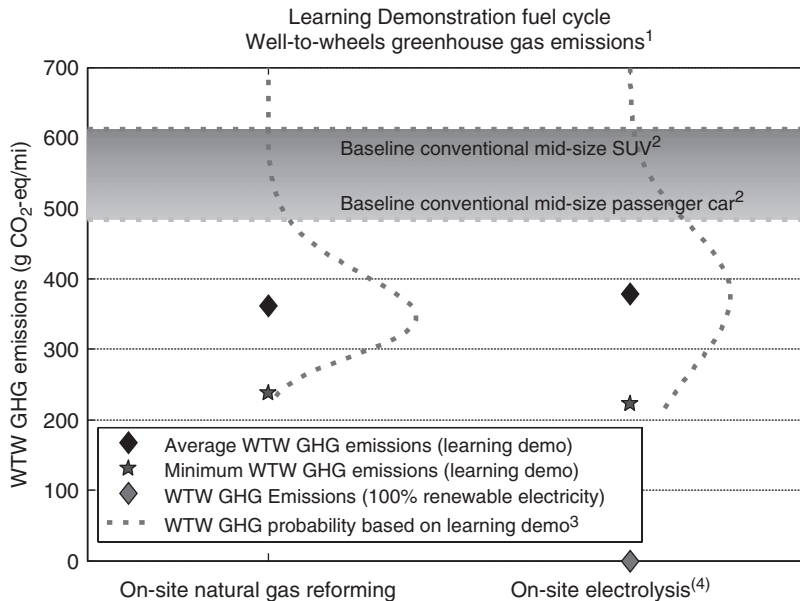 Learning Demonstration fuel cycle
Well-to-wheels greenhouse gas emissions¹
WTW GHG emissions (g CO₂-eq/mi)
700
600
500
400
300
200
100
0
Baseline conventional mid-size SUV²
Baseline conventional mid-size passenger car²
Average WTW GHG emissions (learning demo)
Minimum WTW GHG emissions (learning demo)
WTW GHG Emissions (100% renewable electricity)
WTW GHG probability based on learning demo³
On-site natural gas reforming
On-site electrolysis⁽⁴⁾